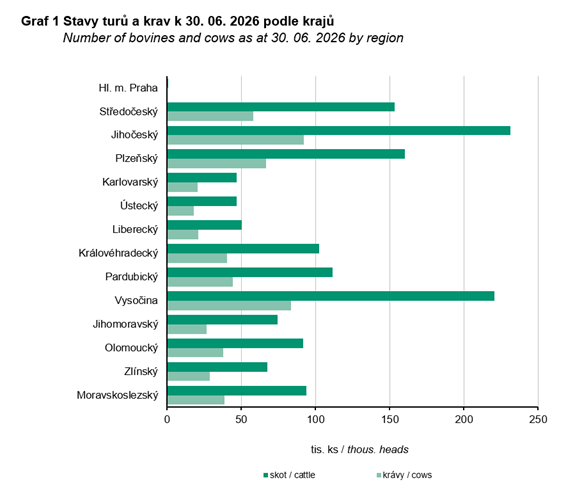 Graf 1 Stavy turů a krav k 30. 06. 2026 podle krajů
Number of bovines and cows as at 30. 06. 2026 by region
Hl. m. Praha
Středočeský
Jihočeský
Plzeňský
Karlovarský
Ústecký
Liberecký
Královéhradecký
Pardubický
Vysočina
Jihomoravský
Olomoucký
Zlínský
Moravskoslezský
0 50 100 150 200 250
tis. ks / thous. heads
skot / cattle krávy / cows